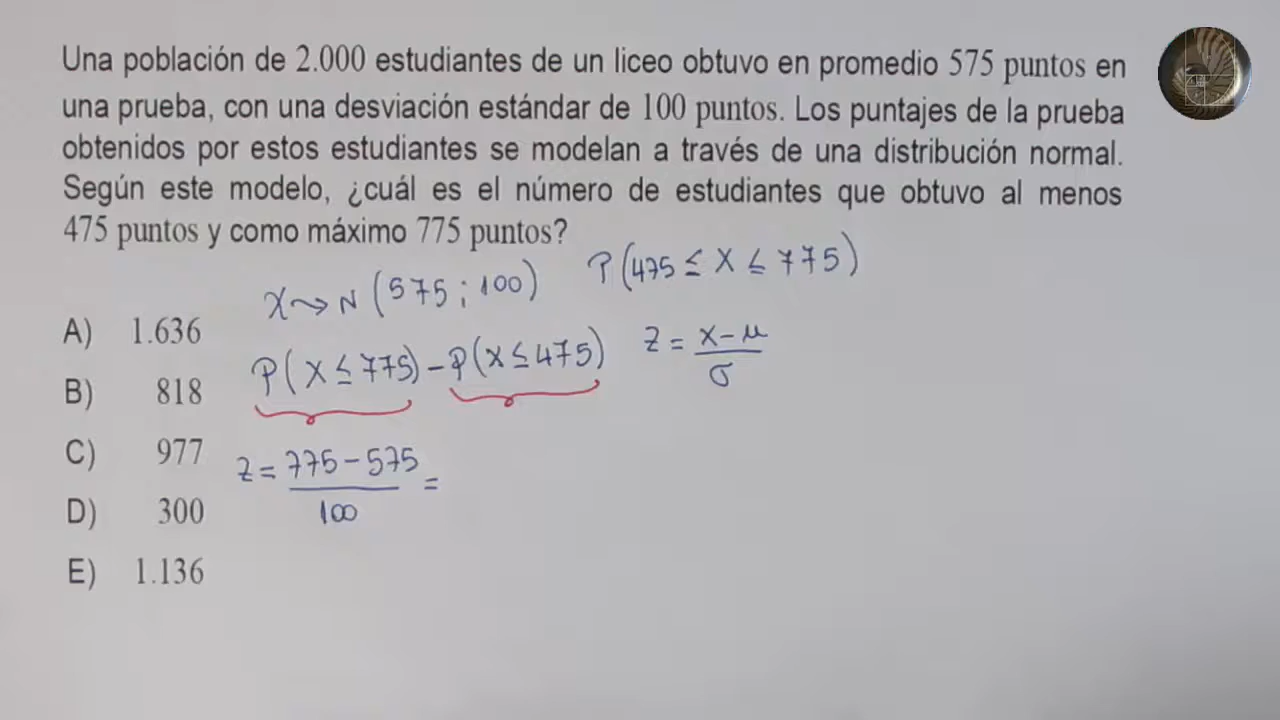 Una población de 2.000 estudiantes de un liceo obtuvo en promedio 575 puntos en
una prueba, con una desviación estándar de 100 puntos. Los puntajes de la prueba
obtenidos por estos estudiantes se modelan a través de una distribución normal.
Según este modelo, ¿cuál es el número de estudiantes que obtuvo al menos
475 puntos y como máximo 775 puntos?
P(475 ≤ X ≤ 775)
X ⤳ N (575 ; 100)
A) 1.636
P(X ≤ 775) - P(X ≤ 475)
Z = X - μ / σ
B) 818
C) 977
Z = 775 - 575 / 100 =
D) 300
E) 1.136